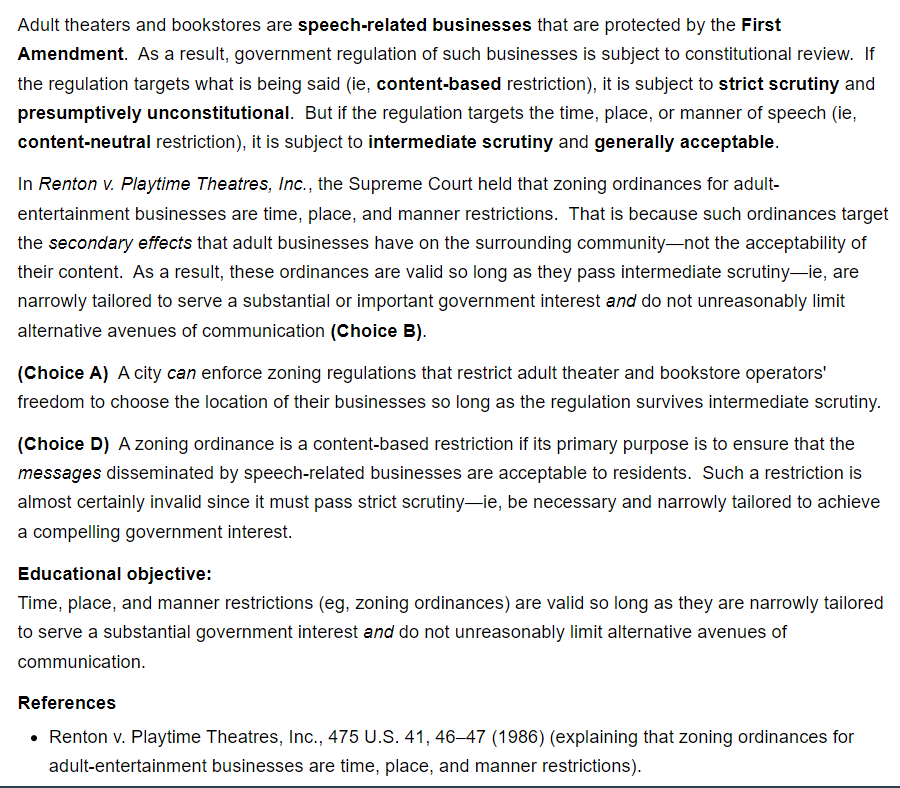 Adult theaters and bookstores are speech-related businesses that are protected by the First
Amendment.  As a result, government regulation of such businesses is subject to constitutional review.  If
the regulation targets what is being said (ie, content-based restriction), it is subject to strict scrutiny and
presumptively unconstitutional.  But if the regulation targets the time, place, or manner of speech (ie,
content-neutral restriction), it is subject to intermediate scrutiny and generally acceptable.
In Renton v. Playtime Theatres, Inc., the Supreme Court held that zoning ordinances for adult-
entertainment businesses are time, place, and manner restrictions.  That is because such ordinances target
the secondary effects that adult businesses have on the surrounding community—not the acceptability of
their content.  As a result, these ordinances are valid so long as they pass intermediate scrutiny—ie, are
narrowly tailored to serve a substantial or important government interest and do not unreasonably limit
alternative avenues of communication (Choice B).
(Choice A)  A city can enforce zoning regulations that restrict adult theater and bookstore operators'
freedom to choose the location of their businesses so long as the regulation survives intermediate scrutiny.
(Choice D)  A zoning ordinance is a content-based restriction if its primary purpose is to ensure that the
messages disseminated by speech-related businesses are acceptable to residents.  Such a restriction is
almost certainly invalid since it must pass strict scrutiny—ie, be necessary and narrowly tailored to achieve
a compelling government interest.
Educational objective:
Time, place, and manner restrictions (eg, zoning ordinances) are valid so long as they are narrowly tailored
to serve a substantial government interest and do not unreasonably limit alternative avenues of
communication.
References
• Renton v. Playtime Theatres, Inc., 475 U.S. 41, 46–47 (1986) (explaining that zoning ordinances for
adult-entertainment businesses are time, place, and manner restrictions).